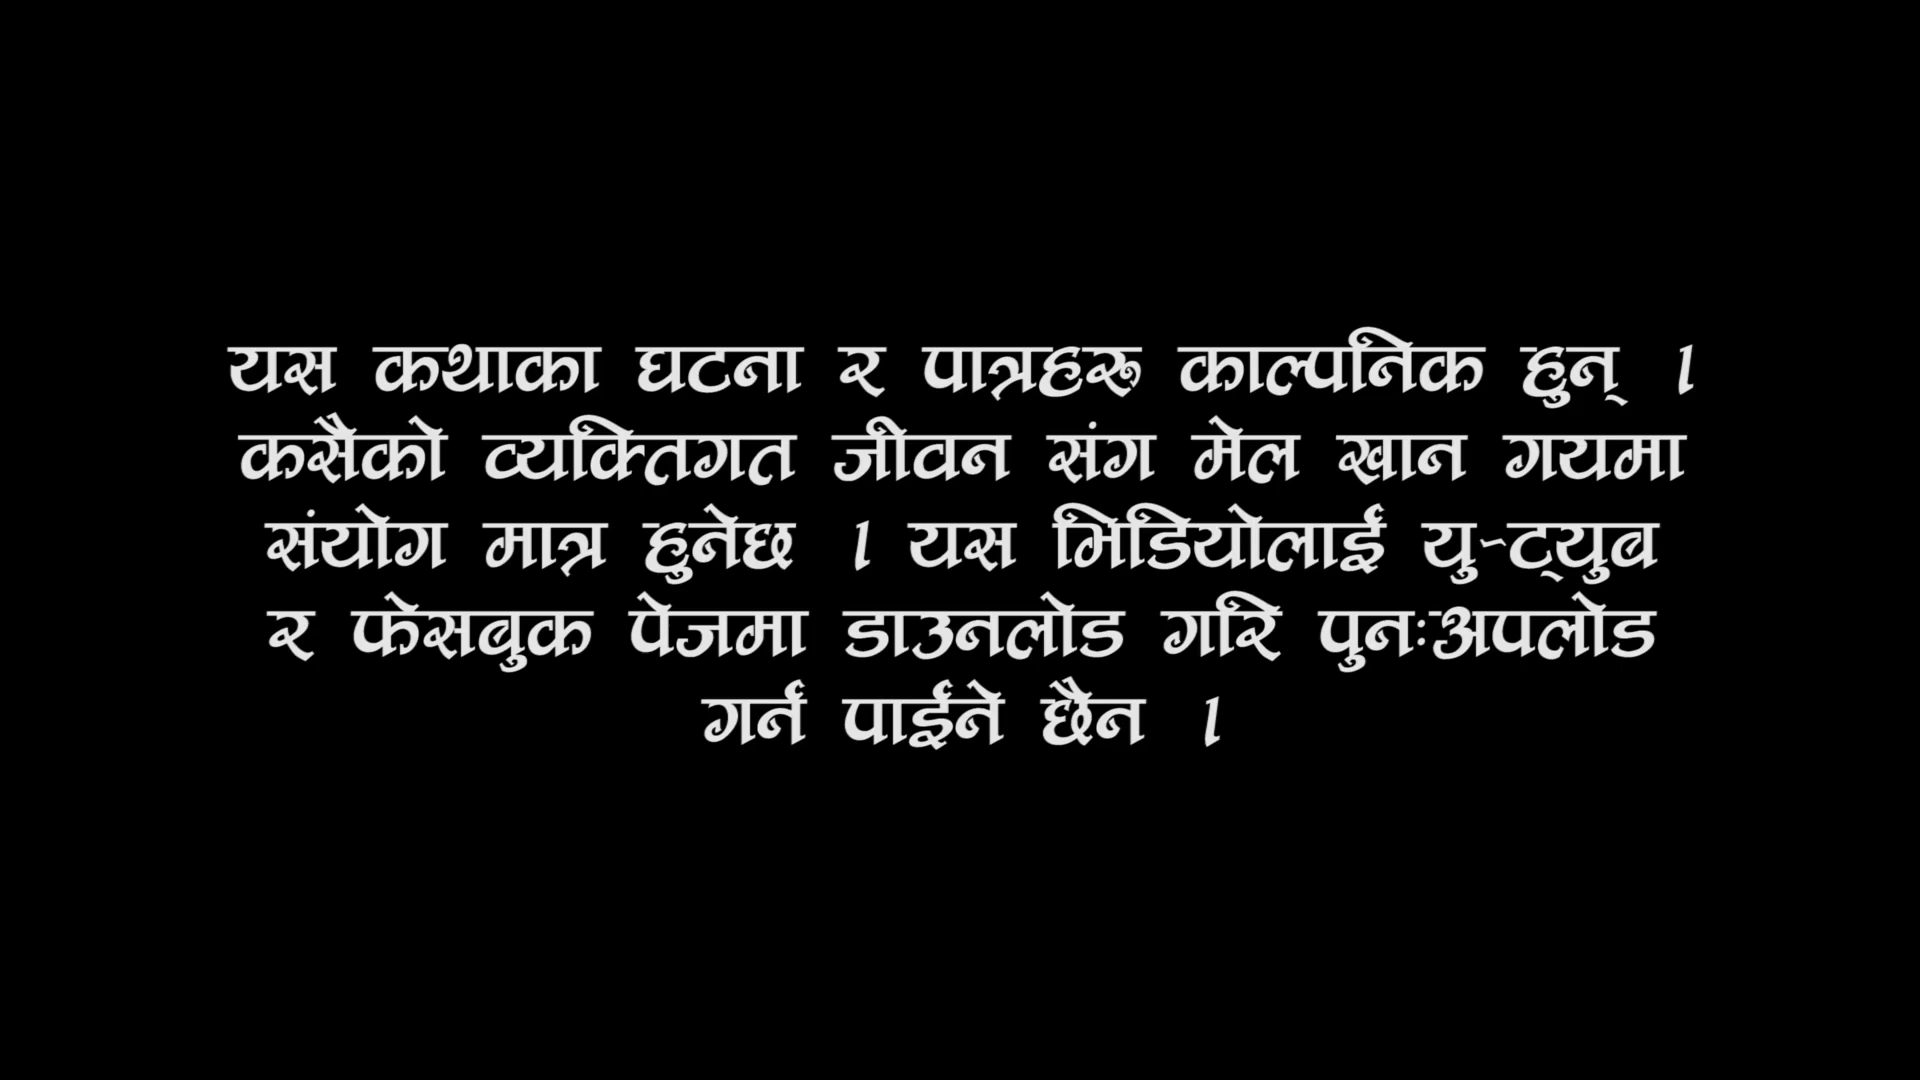 यस कथाका घटना र पात्रहरू काल्पनिक हुन् ।
कसैको व्यक्तिगत जीवन संग मेल खान गयमा
संयोग मात्र हुनेछ । यस भिडियोलाई यु-ट्युब
र फेसबुक पेजमा डाउनलोड गरि पुनःअपलोड
गर्न पाईने छैन ।